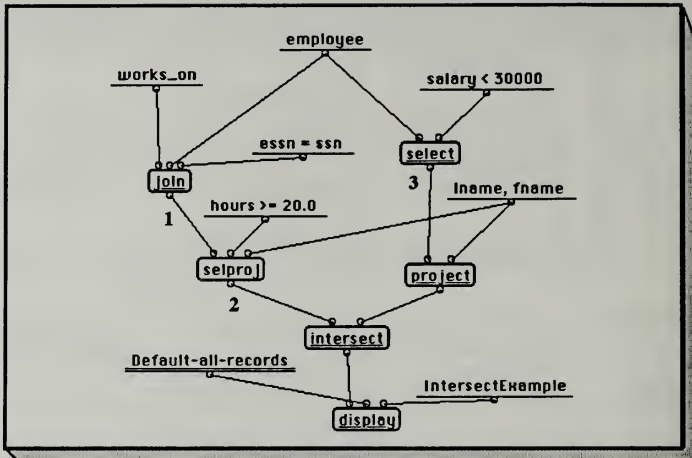 employee
works_on
salary < 30000
essn = ssn
select
join
3
lname, fname
1
hours >= 20.0
selproj
project
2
intersect
Default-all-records
IntersectExample
display